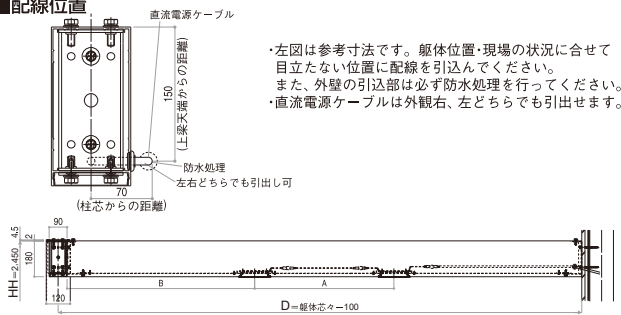 ■配線位置
直流電源ケーブル
150
(上梁天端からの距離)
防水処理
左右どちらでも引出し可
70
(柱芯からの距離)
・左図は参考寸法です。躯体位置・現場の状況に合せて
目立たない位置に配線を引込んでください。
また、外壁の引込部は必ず防水処理を行ってください。
・直流電源ケーブルは外観右、左どちらでも引出せます。
90
4.5
2
180
HH=2,450
120
B
A
D=躯体芯々ー100